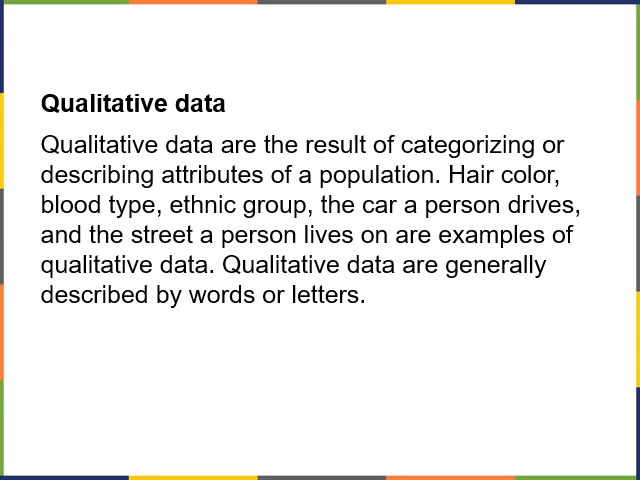 Qualitative data
Qualitative data are the result of categorizing or
describing attributes of a population. Hair color,
blood type, ethnic group, the car a person drives,
and the street a person lives on are examples of
qualitative data. Qualitative data are generally
described by words or letters.